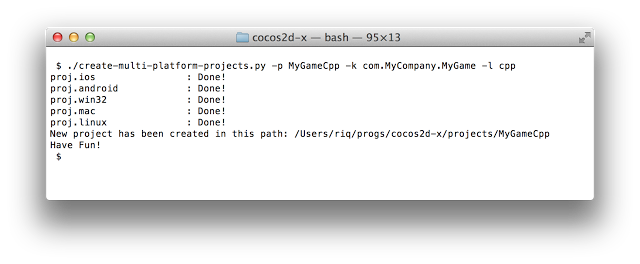 cocos2d-x — bash — 95×13
$ ./create-multi-platform-projects.py -p MyGameCpp -k com.MyCompany.MyGame -l cpp
proj.ios : Done!
proj.android : Done!
proj.win32 : Done!
proj.mac : Done!
proj.linux : Done!
New project has been created in this path: /Users/riq/progs/cocos2d-x/projects/MyGameCpp
Have Fun!
$